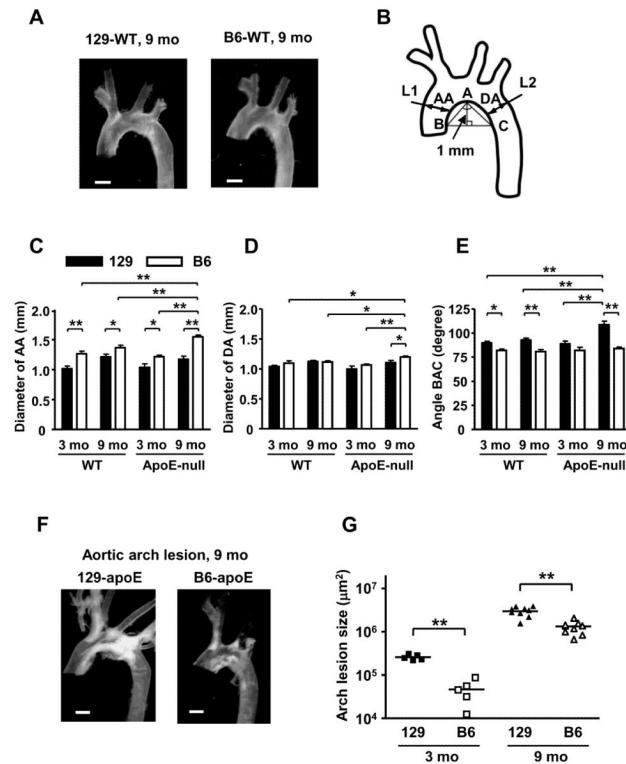 A
129-WT, 9 mo
B6-WT, 9 mo
B
L1
AA
A
DA
L2
B
C
1 mm
C
129
B6
**
**
**
**
*
*
**
Diameter of AA (mm)
2.0
1.5
1.0
0.5
0
3 mo 9 mo 3 mo 9 mo
WT ApoE-null
D
*
*
**
*
Diameter of DA (mm)
2.0
1.5
1.0
0.5
0
3 mo 9 mo 3 mo 9 mo
WT ApoE-null
E
**
**
*
**
**
**
Angle BAC (degree)
125
100
75
50
25
0
3 mo 9 mo 3 mo 9 mo
WT ApoE-null
F
Aortic arch lesion, 9 mo
129-apoE
B6-apoE
G
Arch lesion size (μm²)
10⁷
10⁶
10⁵
10⁴
**
**
129 B6 129 B6
3 mo 9 mo